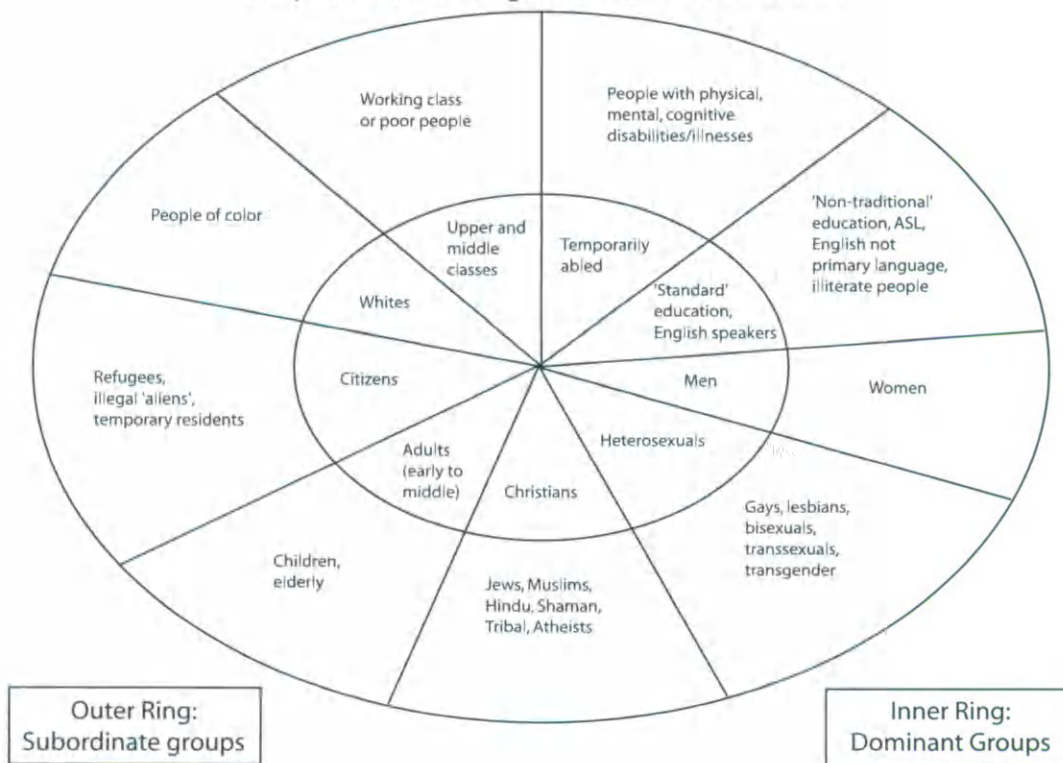 Working class
or poor people
People with physical,
mental, cognitive
disabilities/illnesses
'Non-traditional'
education, ASL,
English not
primary language,
illiterate people
Women
Gays, lesbians,
bisexuals,
transsexuals,
transgender
Jews, Muslims,
Hindu, Shaman,
Tribal, Atheists
Children,
elderly
Refugees,
illegal 'aliens',
temporary residents
People of color
Upper and
middle
classes
Temporarily
abled
'Standard'
education,
English speakers
Men
Heterosexuals
Christians
Adults
(early to
middle)
Citizens
Whites
Outer Ring:
Subordinate groups
Inner Ring:
Dominant Groups